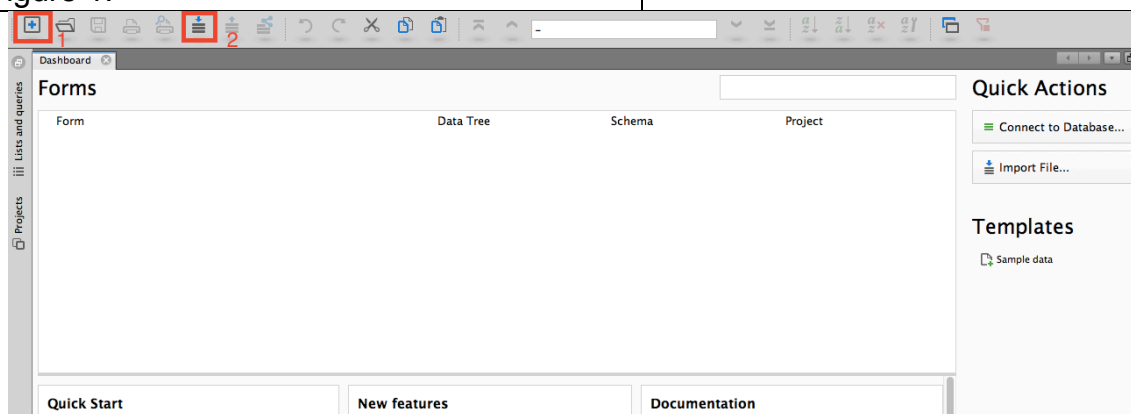 1
2
Dashboard
Forms
Quick Actions
Form Data Tree Schema Project
Connect to Database...
Import File...
Templates
Sample data
Lists and queries
Projects
Quick Start
New features
Documentation